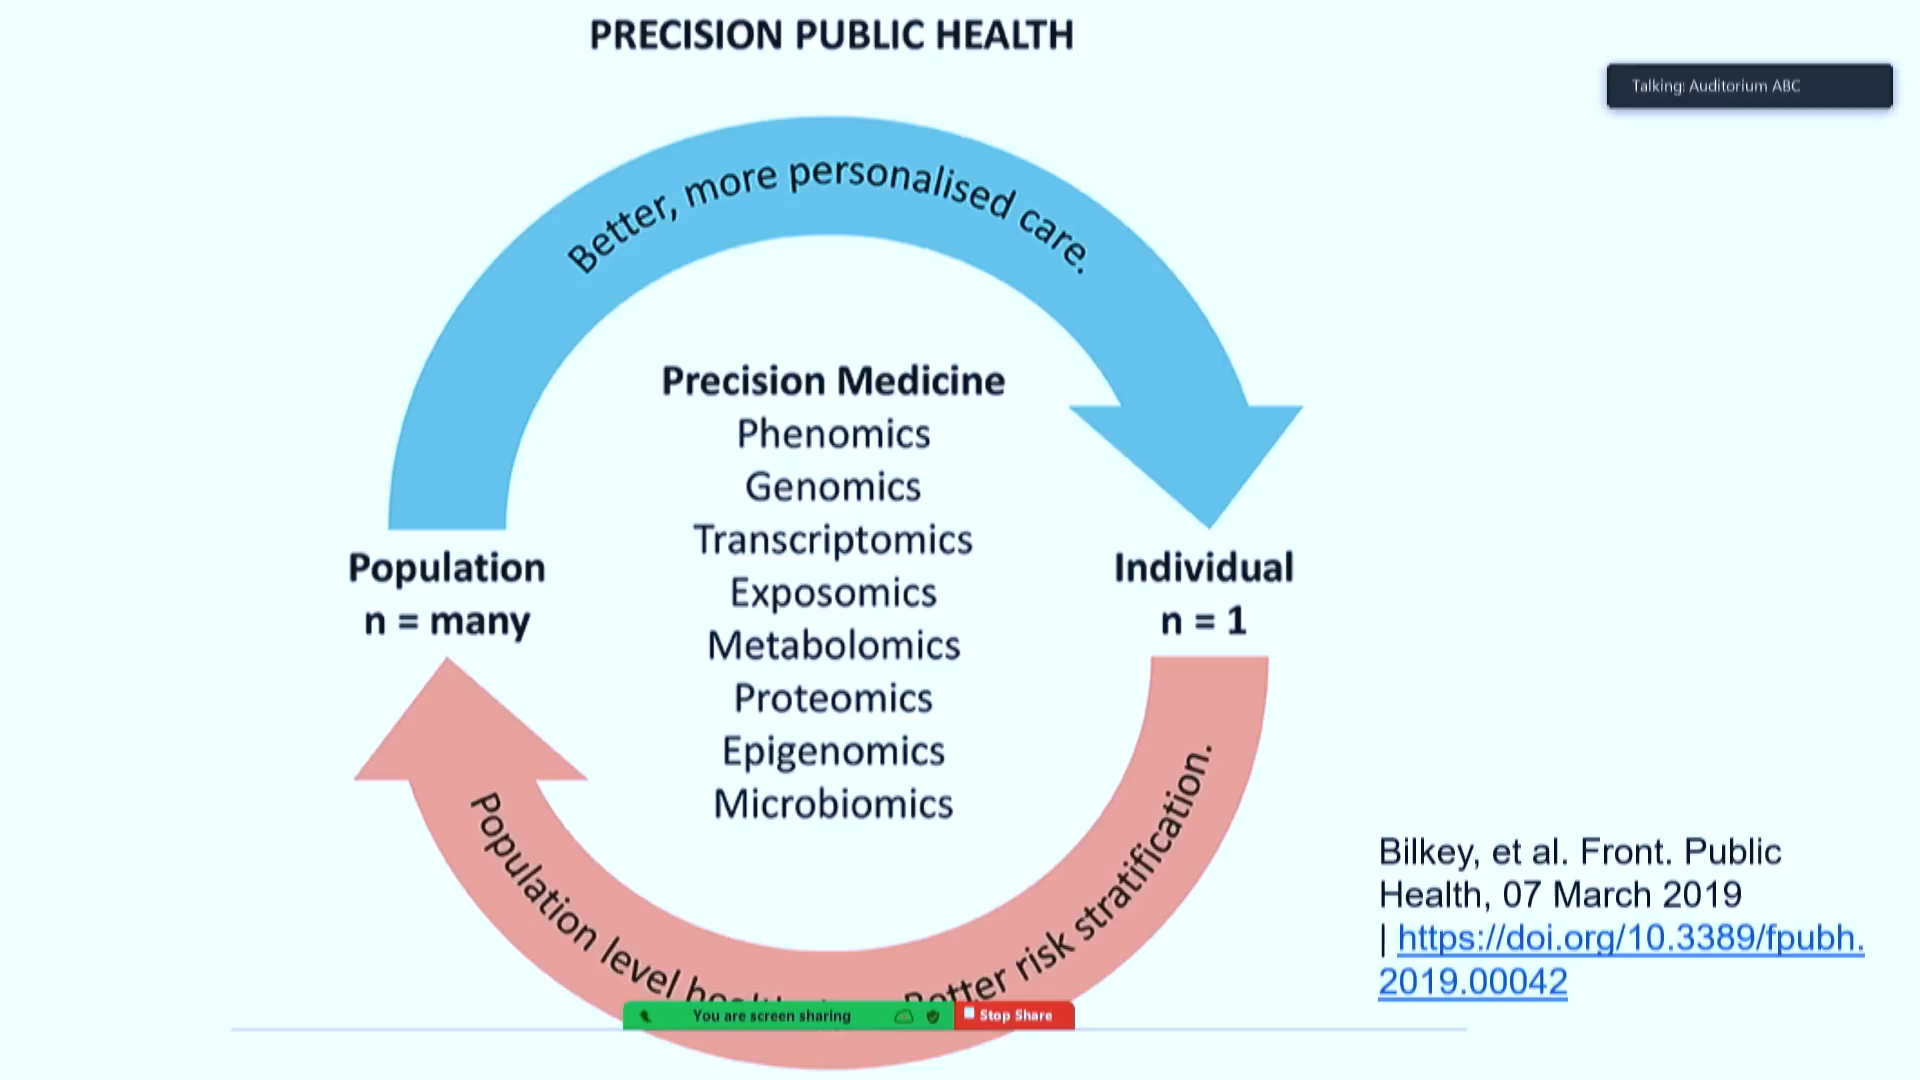 PRECISION PUBLIC HEALTH
Talking: Auditorium ABC
Better, more personalised care.
Precision Medicine
Phenomics
Genomics
Transcriptomics
Exposomics
Metabolomics
Proteomics
Epigenomics
Microbiomics
Population
n = many
Individual
n = 1
Population level
Better risk stratification.
Bilkey, et al. Front. Public
Health, 07 March 2019
| https://doi.org/10.3389/fpubh.
2019.00042
You are screen sharing
Stop Share